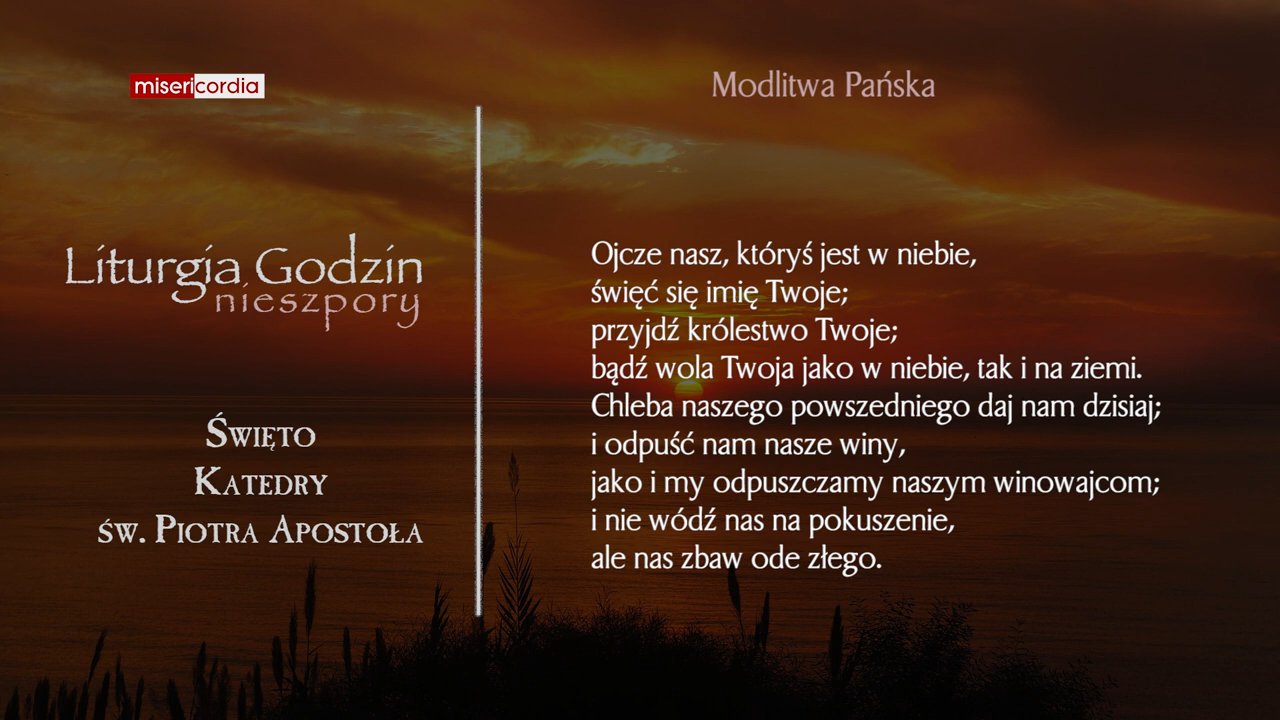 misericordia
Liturgia Godzin
nieszpory
Święto
Katedry
św. Piotra Apostoła
Modlitwa Pańska
Ojcze nasz, któryś jest w niebie,
święć się imię Twoje;
przyjdź królestwo Twoje;
bądź wola Twoja jako w niebie, tak i na ziemi.
Chleba naszego powszedniego daj nam dzisiaj;
i odpuść nam nasze winy,
jako i my odpuszczamy naszym winowajcom;
i nie wódź nas na pokuszenie,
ale nas zbaw ode złego.